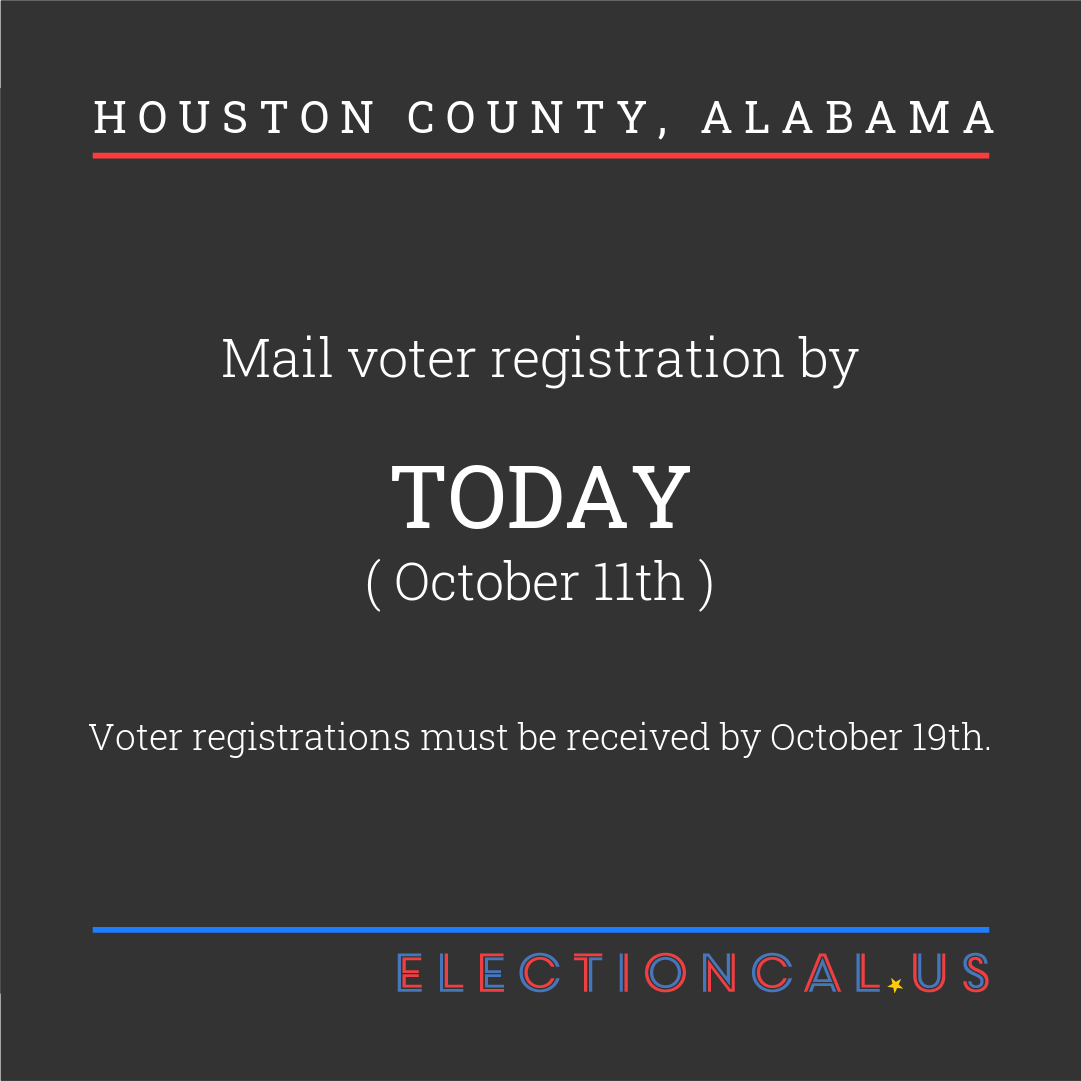 HOUSTON COUNTY, ALABAMA
Mail voter registration by
TODAY
( October 11th )
Voter registrations must be received by October 19th.
ELECTIONCAL.US